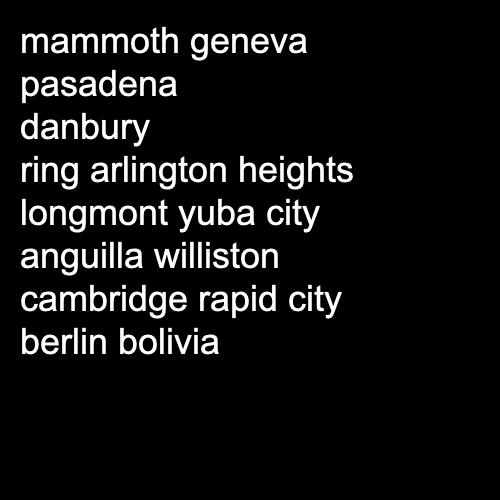 mammoth geneva
pasadena
danbury
ring arlington heights
longmont yuba city
anguilla williston
cambridge rapid city
berlin bolivia